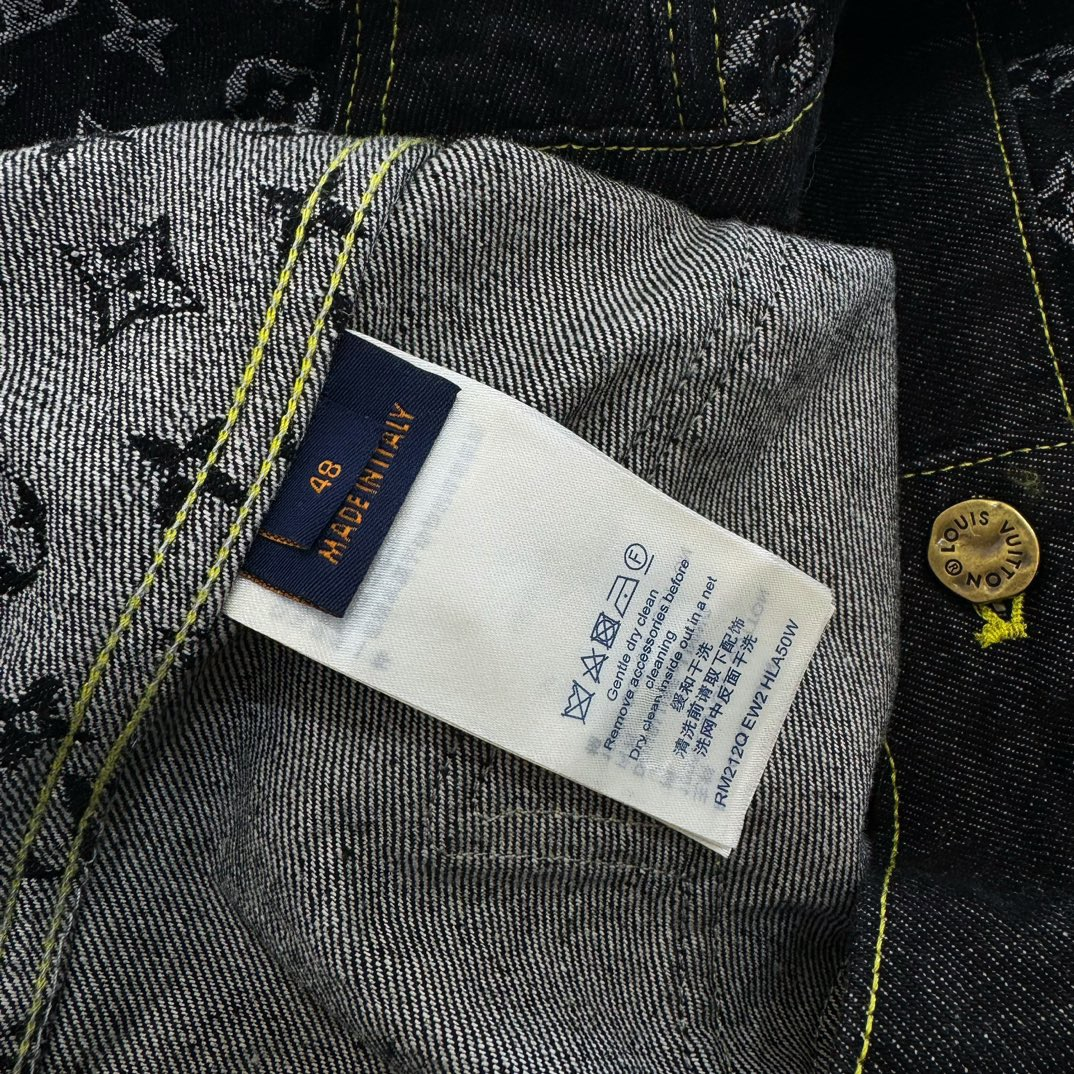 48
MADE IN ITALY
F
Gentle dry clean
Remove accessories before
cleaning
Dry clean inside out in a net
缓和干洗
清洗前请取下配饰
洗网中反面干洗
RM212Q EW2 HLA50W
LOUIS VUITTON ®